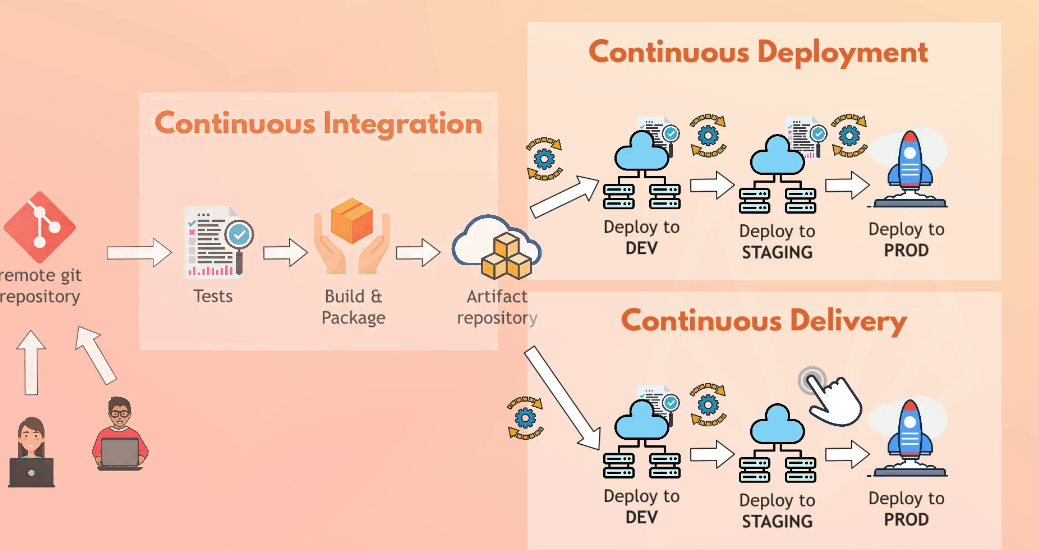 Continuous Deployment
Continuous Integration
remote git
repository
Tests
Build &
Package
Artifact
repository
Deploy to
DEV
Deploy to
STAGING
Deploy to
PROD
Continuous Delivery
Deploy to
DEV
Deploy to
STAGING
Deploy to
PROD